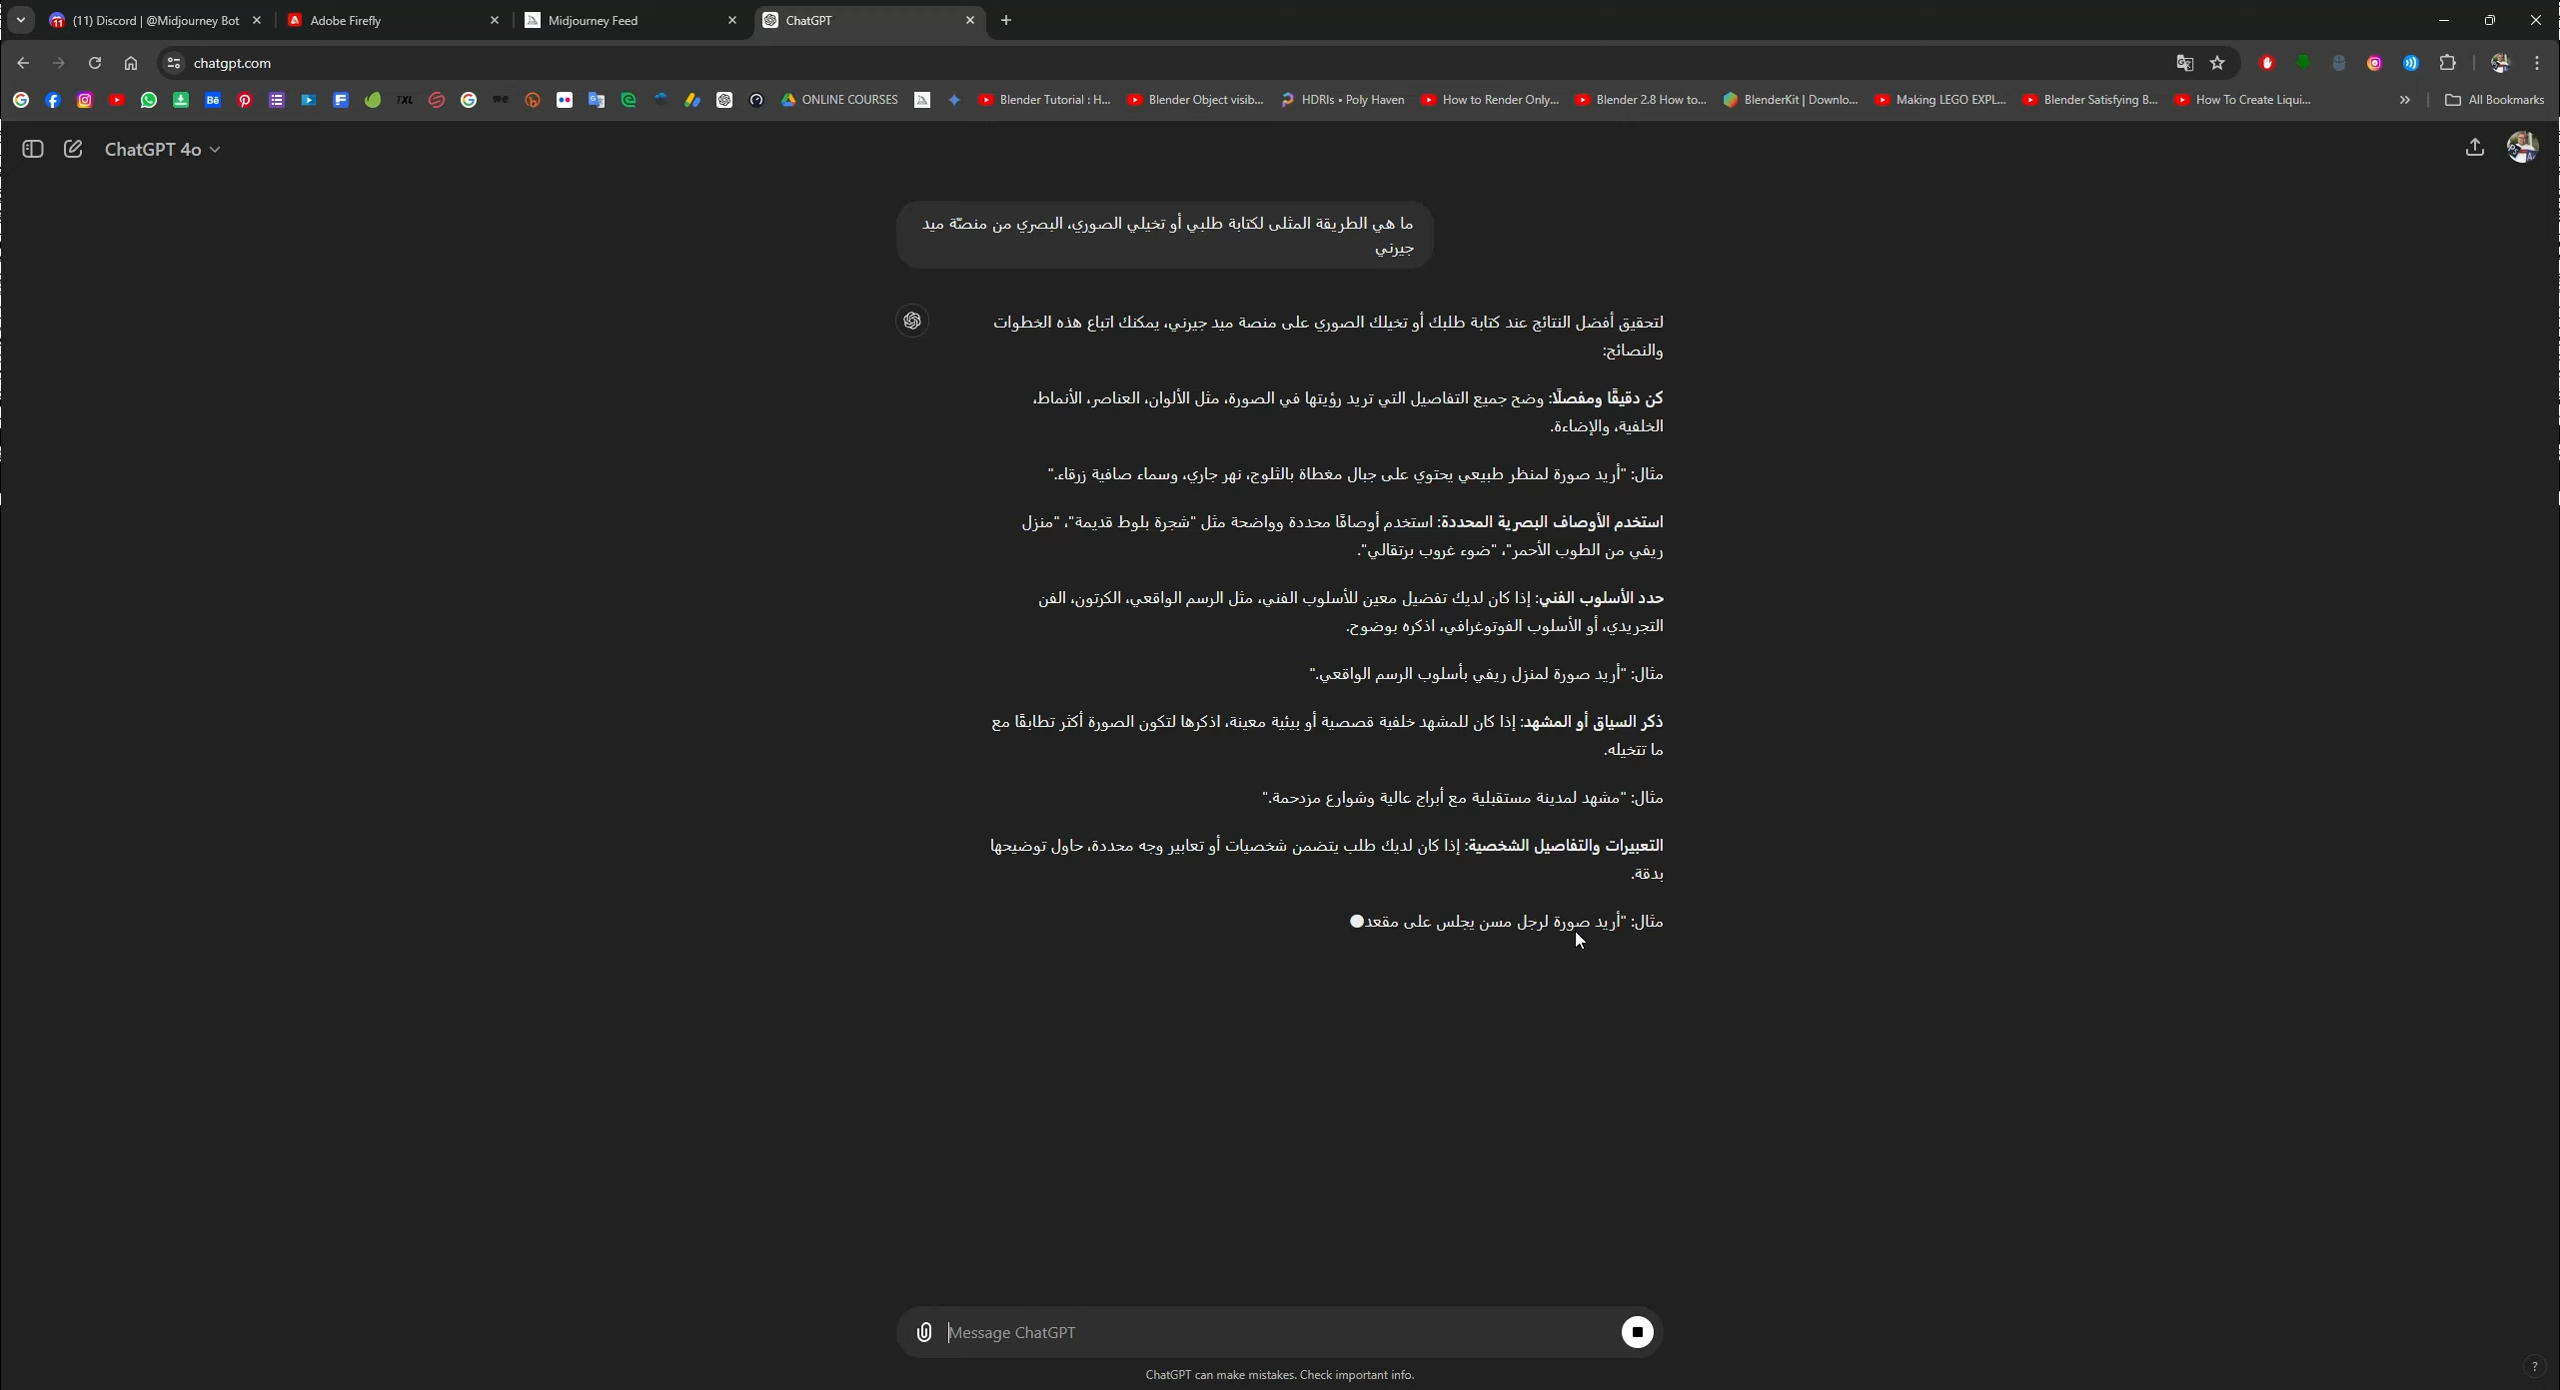 (11) Discord | @Midjourney Bot
Adobe Firefly
Midjourney Feed
ChatGPT
chatgpt.com
ONLINE COURSES
Blender Tutorial : H...
Blender Object visib...
HDRIs • Poly Haven
How to Render Only...
Blender 2.8 How to...
BlenderKit | Downlo...
Making LEGO EXPL...
Blender Satisfying B...
How To Create Liqui...
All Bookmarks
ChatGPT 4o
ما هي الطريقة المثلى لكتابة طلبي أو تخيلي الصوري، البصري من منصّة ميد
جيرني
لتحقيق أفضل النتائج عند كتابة طلبك أو تخيلك الصوري على منصة ميد جيرني، يمكنك اتباع هذه الخطوات
والنصائح:
كن دقيقًا ومفصلًا: وضح جميع التفاصيل التي تريد رؤيتها في الصورة، مثل الألوان، العناصر، الأنماط،
الخلفية، والإضاءة.
مثال: "أريد صورة لمنظر طبيعي يحتوي على جبال مغطاة بالثلوج، نهر جاري، وسماء صافية زرقاء."
استخدم الأوصاف البصرية المحددة: استخدم أوصافًا محددة وواضحة مثل "شجرة بلوط قديمة"، "منزل
ريفي من الطوب الأحمر"، "ضوء غروب برتقالي".
حدد الأسلوب الفني: إذا كان لديك تفضيل معين للأسلوب الفني، مثل الرسم الواقعي، الكرتون، الفن
التجريدي، أو الأسلوب الفوتوغرافي، اذكره بوضوح.
مثال: "أريد صورة لمنزل ريفي بأسلوب الرسم الواقعي."
ذكر السياق أو المشهد: إذا كان للمشهد خلفية قصصية أو بيئية معينة، اذكرها لتكون الصورة أكثر تطابقًا مع
ما تتخيله.
مثال: "مشهد لمدينة مستقبلية مع أبراج عالية وشوارع مزدحمة."
التعبيرات والتفاصيل الشخصية: إذا كان لديك طلب يتضمن شخصيات أو تعابير وجه محددة، حاول توضيحها
بدقة.
مثال: "أريد صورة لرجل مسن يجلس على مقعد
Message ChatGPT
ChatGPT can make mistakes. Check important info.
?